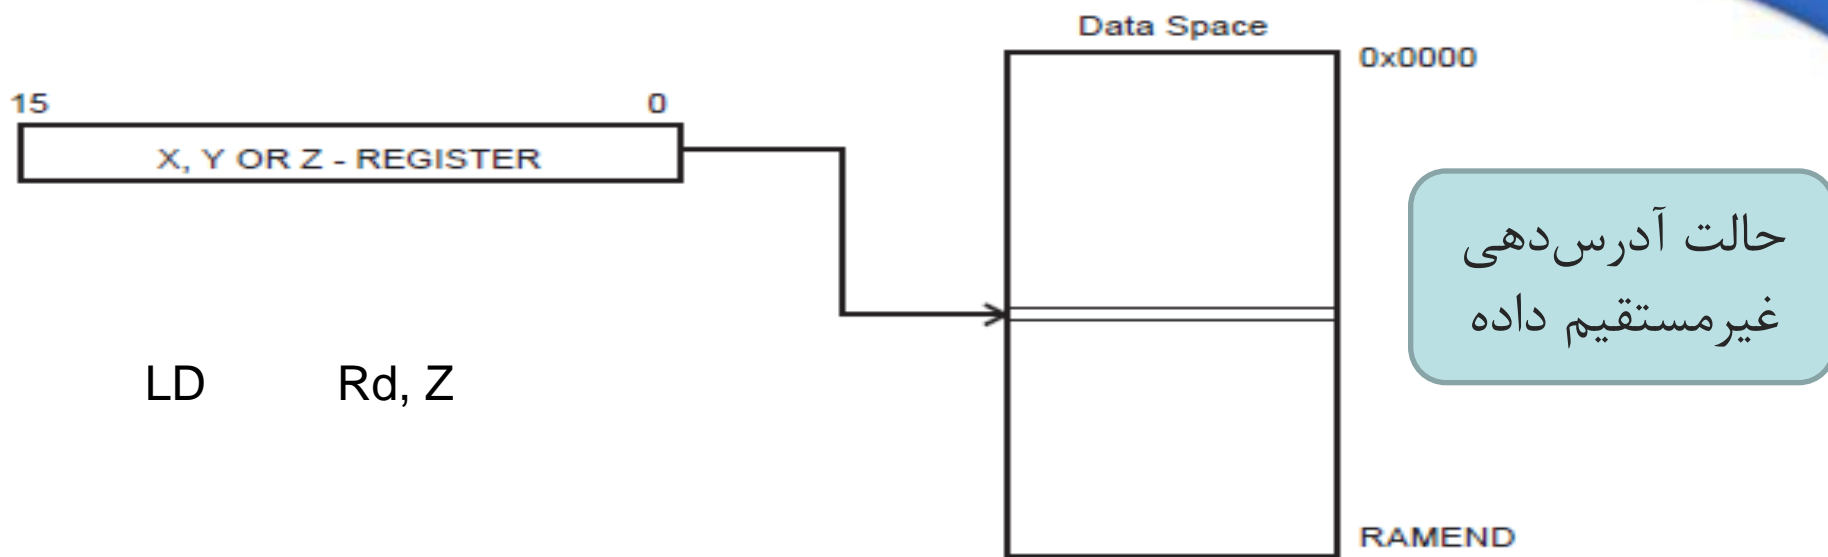 Data Space
0x0000
15 0
X, Y OR Z - REGISTER
حالت آدرس‌دهی
غیرمستقیم داده
LD Rd, Z
RAMEND